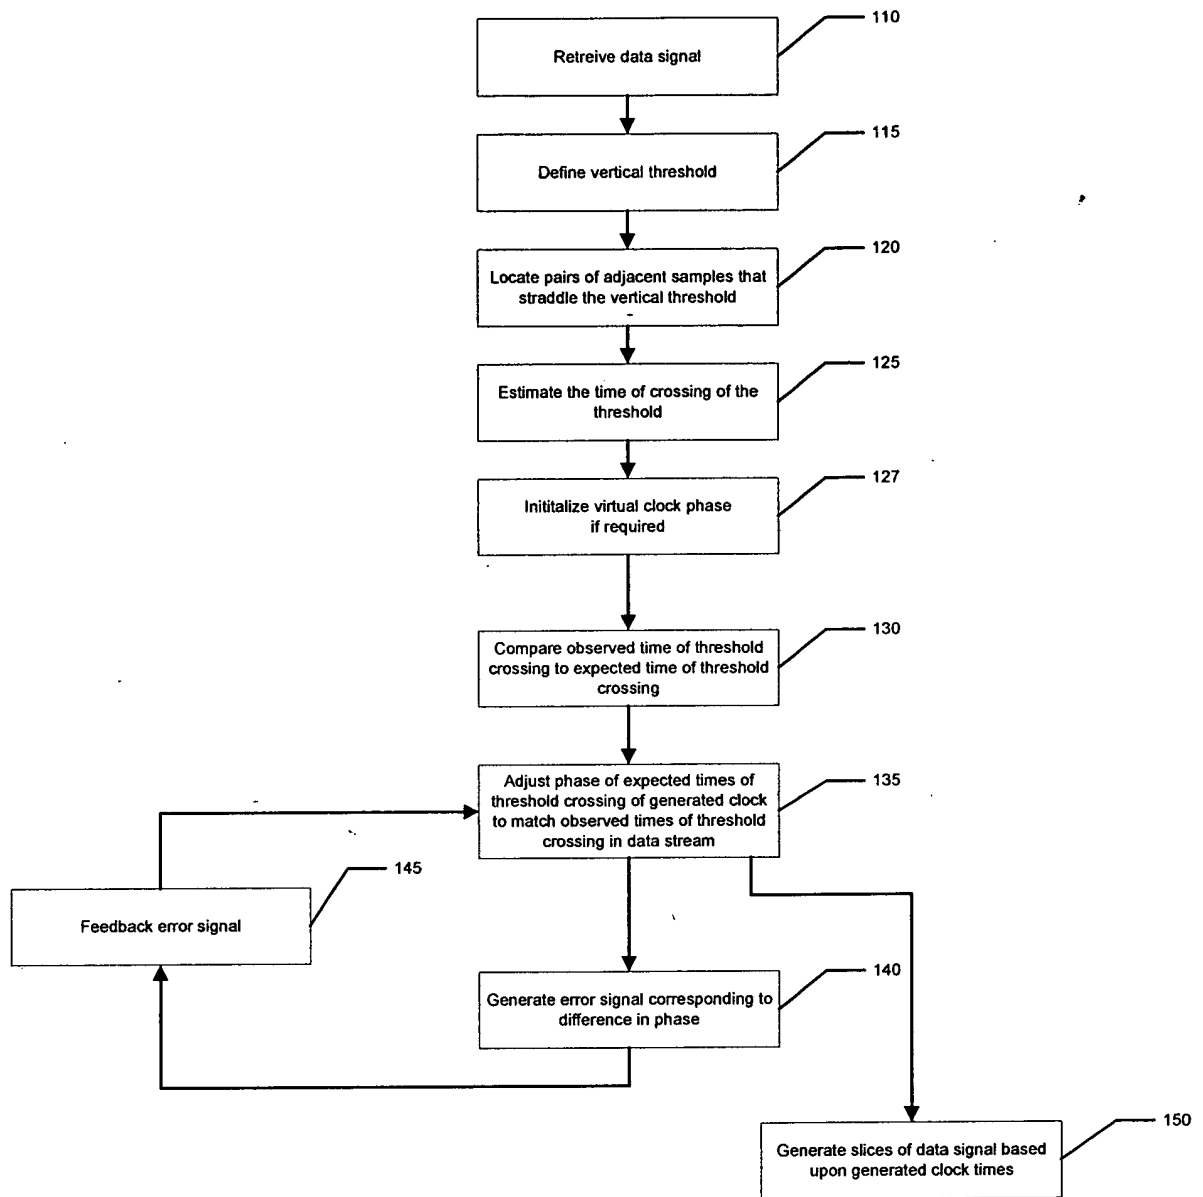 110
Retreive data signal
115
Define vertical threshold
120
Locate pairs of adjacent samples that
straddle the vertical threshold
125
Estimate the time of crossing of the
threshold
127
Inititalize virtual clock phase
if required
130
Compare observed time of threshold
crossing to expected time of threshold
crossing
135
Adjust phase of expected times of
threshold crossing of generated clock
to match observed times of threshold
crossing in data stream
145
Feedback error signal
140
Generate error signal corresponding to
difference in phase
150
Generate slices of data signal based
upon generated clock times